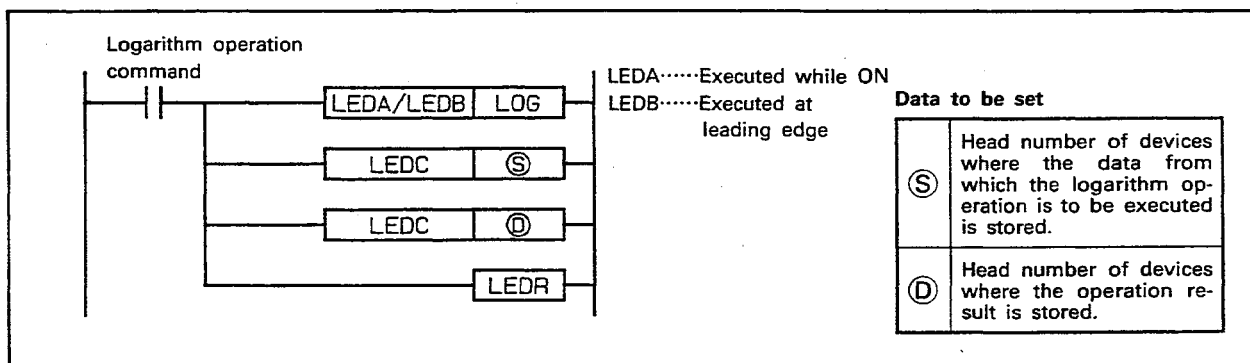 Logarithm operation
command
LEDA/LEDB LOG
LEDC Ⓢ
LEDC Ⓓ
LEDR
LEDA······Executed while ON
LEDB······Executed at
leading edge
Data to be set
Ⓢ
Head number of devices
where the data from
which the logarithm op-
eration is to be executed
is stored.
Ⓓ
Head number of devices
where the operation re-
sult is stored.